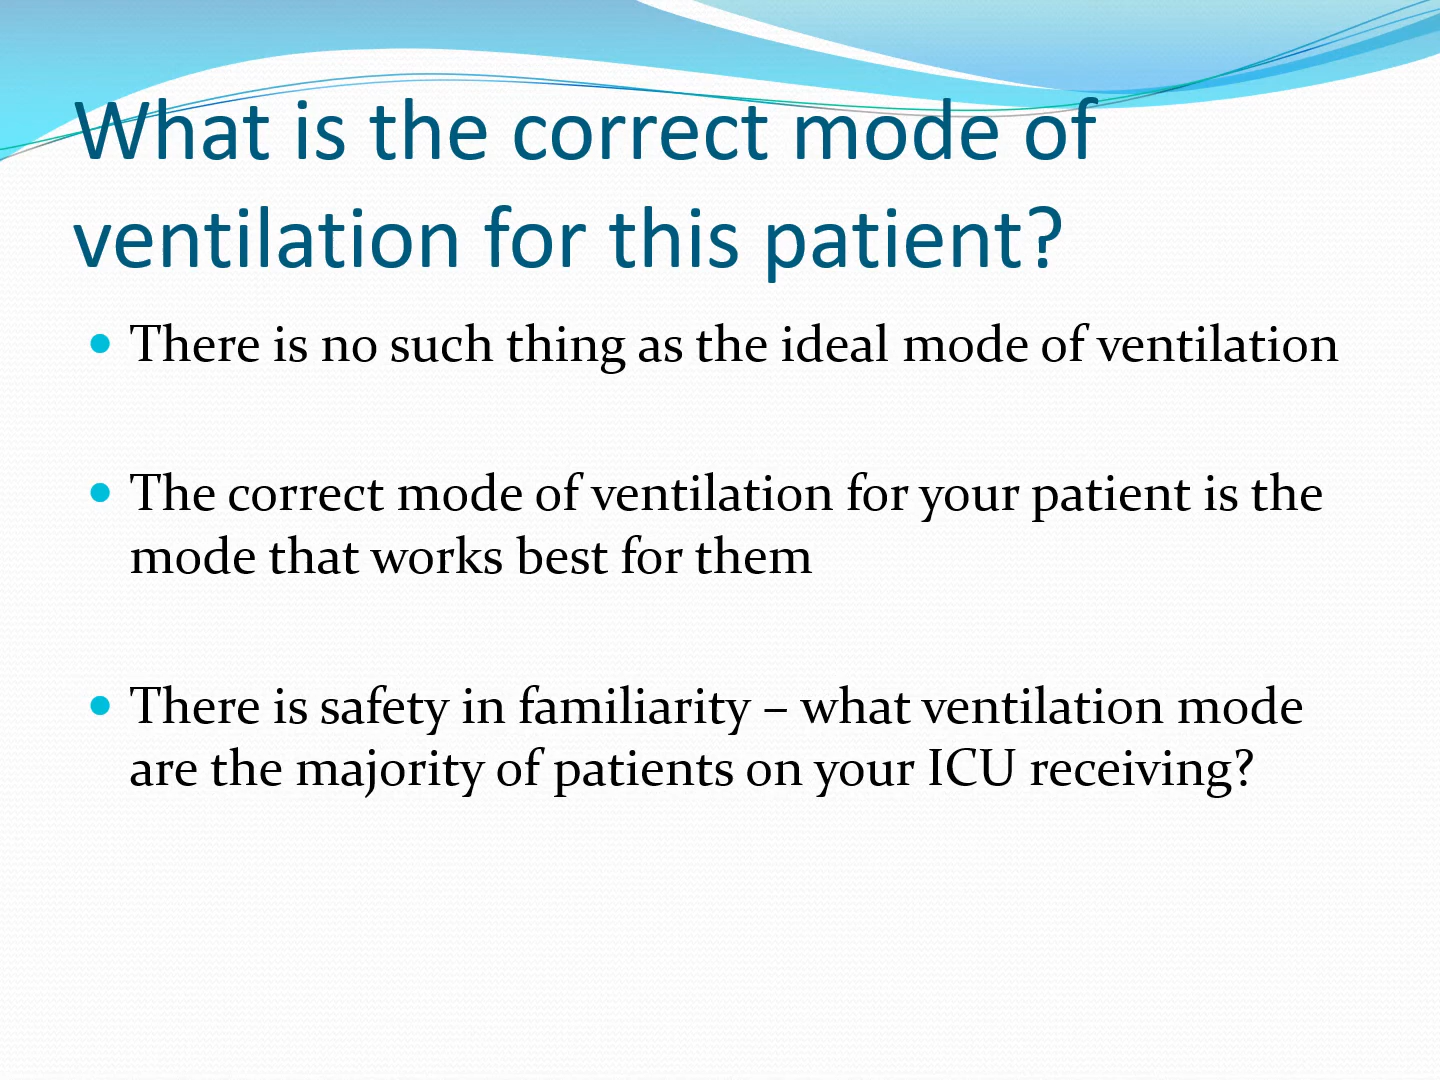 What is the correct mode of
ventilation for this patient?
• There is no such thing as the ideal mode of ventilation
• The correct mode of ventilation for your patient is the
mode that works best for them
• There is safety in familiarity – what ventilation mode
are the majority of patients on your ICU receiving?